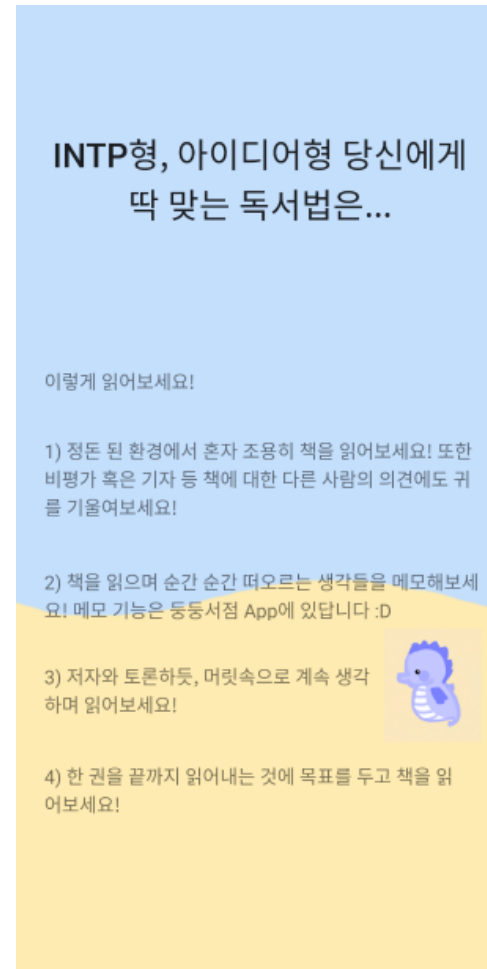 INTP형, 아이디어형 당신에게
딱 맞는 독서법은...
이렇게 읽어보세요!
1) 정돈 된 환경에서 혼자 조용히 책을 읽어보세요! 또한
비평가 혹은 기자 등 책에 대한 다른 사람의 의견에도 귀
를 기울여보세요!
2) 책을 읽으며 순간 순간 떠오르는 생각들을 메모해보세
요! 메모 기능은 둥둥서점 App에 있답니다 :D
3) 저자와 토론하듯, 머릿속으로 계속 생각
하며 읽어보세요!
4) 한 권을 끝까지 읽어내는 것에 목표를 두고 책을 읽
어보세요!